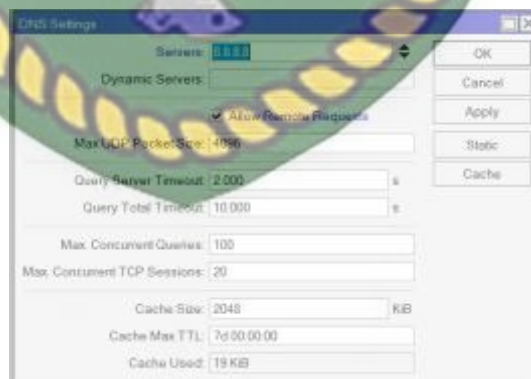 DNS Settings
Servers: 8.8.8.8
OK
Dynamic Servers:
Cancel
Allow Remote Requests
Apply
Max UDP Packet Size: 4096
Static
Query Server Timeout: 2.000 s
Cache
Query Total Timeout: 10.000 s
Max. Concurrent Queries: 100
Max. Concurrent TCP Sessions: 20
Cache Size: 2048 KiB
Cache Max TTL: 7d 00:00:00
Cache Used: 19 KiB